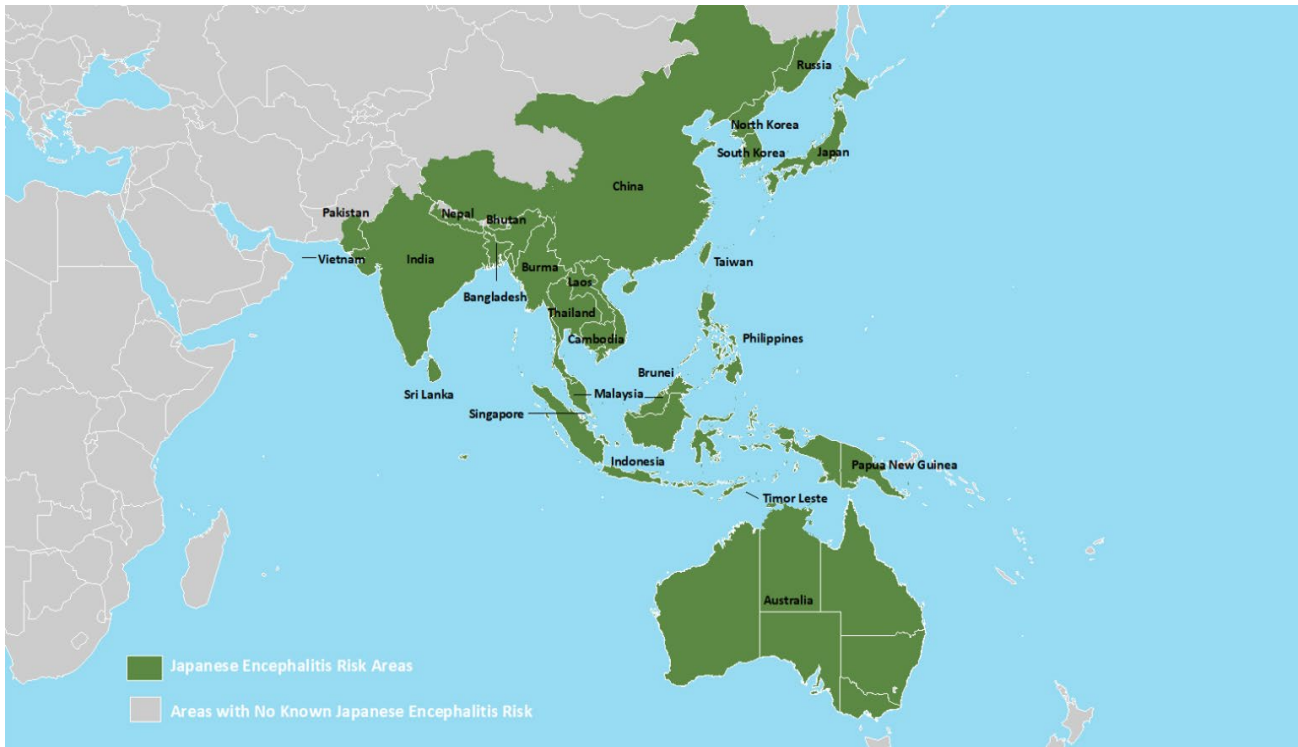 Russia
North Korea
South Korea
Japan
China
Pakistan
Nepal
Bhutan
Vietnam
India
Burma
Taiwan
Laos
Bangladesh
Thailand
Cambodia
Philippines
Brunei
Sri Lanka
Malaysia
Singapore
Indonesia
Papua New Guinea
Timor Leste
Australia
Japanese Encephalitis Risk Areas
Areas with No Known Japanese Encephalitis Risk